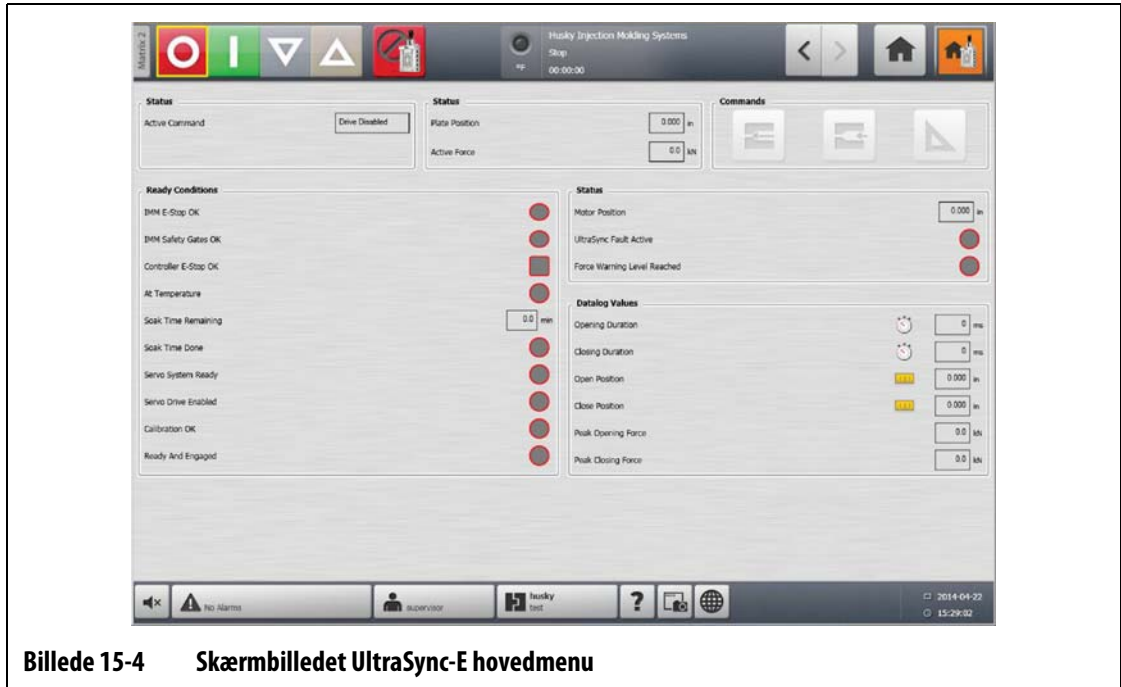 Matrix 2
Husky Injection Molding Systems
Stop
°F 00:00:00
Status
Active Command Drive Disabled
Status
Plate Position 0.000 in
Active Force 0.0 kN
Commands
Ready Conditions
IMM E-Stop OK
IMM Safety Gates OK
Controller E-Stop OK
At Temperature
Soak Time Remaining 0.0 min
Soak Time Done
Servo System Ready
Servo Drive Enabled
Calibration OK
Ready And Engaged
Status
Motor Position 0.000 in
UltraSync Fault Active
Force Warning Level Reached
Datalog Values
Opening Duration 0 ms
Closing Duration 0 ms
Open Position 0.000 in
Close Position 0.000 in
Peak Opening Force 0.0 kN
Peak Closing Force 0.0 kN
No Alarms
supervisor
husky
test
?
2014-04-22
15:29:02
Billede 15-4 Skærmbilledet UltraSync-E hovedmenu